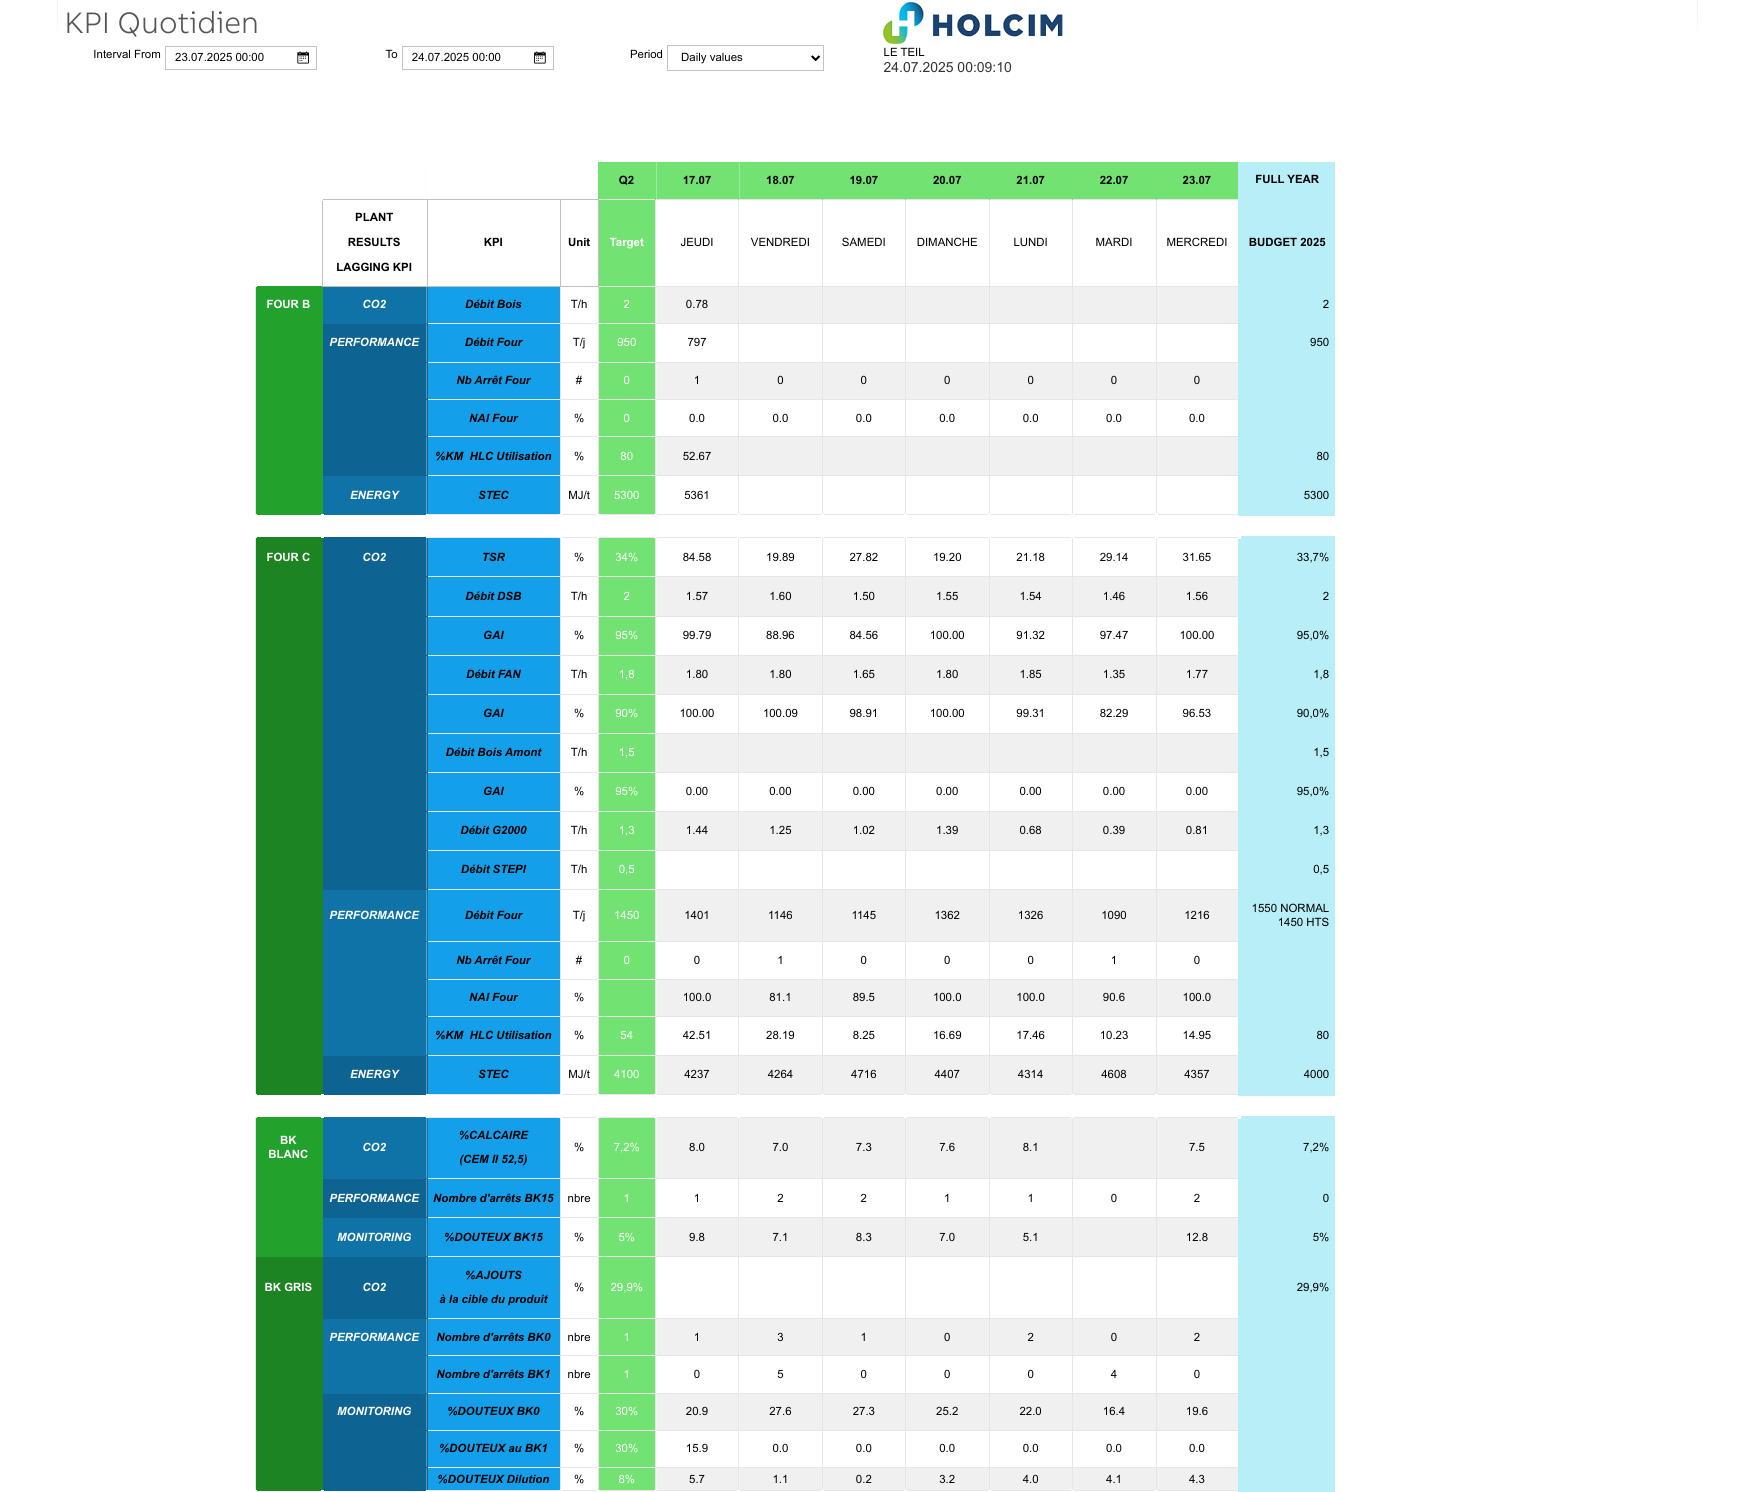 KPI Quotidien
HOLCIM
Interval From 23.07.2025 00:00 To 24.07.2025 00:00 Period Daily values
LE TEIL
24.07.2025 00:09:10
Q2 17.07 18.07 19.07 20.07 21.07 22.07 23.07 FULL YEAR
PLANT
RESULTS
LAGGING KPI
KPI Unit Target JEUDI VENDREDI SAMEDI DIMANCHE LUNDI MARDI MERCREDI BUDGET 2025
FOUR B CO2 Débit Bois T/h 2 0.78 2
PERFORMANCE Débit Four T/j 950 797 950
Nb Arrêt Four # 0 1 0 0 0 0 0 0
NAI Four % 0 0.0 0.0 0.0 0.0 0.0 0.0 0.0
%KM HLC Utilisation % 80 52.67 80
ENERGY STEC MJ/t 5300 5361 5300
FOUR C CO2 TSR % 34% 84.58 19.89 27.82 19.20 21.18 29.14 31.65 33,7%
Débit DSB T/h 2 1.57 1.60 1.50 1.55 1.54 1.46 1.56 2
GAI % 95% 99.79 88.96 84.56 100.00 91.32 97.47 100.00 95,0%
Débit FAN T/h 1,8 1.80 1.80 1.65 1.80 1.85 1.35 1.77 1,8
GAI % 90% 100.00 100.09 98.91 100.00 99.31 82.29 96.53 90,0%
Débit Bois Amont T/h 1,5 1,5
GAI % 95% 0.00 0.00 0.00 0.00 0.00 0.00 0.00 95,0%
Débit G2000 T/h 1,3 1.44 1.25 1.02 1.39 0.68 0.39 0.81 1,3
Débit STEPI T/h 0,5 0,5
PERFORMANCE Débit Four T/j 1450 1401 1146 1145 1362 1326 1090 1216 1550 NORMAL
1450 HTS
Nb Arrêt Four # 0 0 1 0 0 0 1 0
NAI Four % 100.0 81.1 89.5 100.0 100.0 90.6 100.0
%KM HLC Utilisation % 54 42.51 28.19 8.25 16.69 17.46 10.23 14.95 80
ENERGY STEC MJ/t 4100 4237 4264 4716 4407 4314 4608 4357 4000
BK
BLANC
CO2 %CALCAIRE
(CEM II 52,5)
% 7,2% 8.0 7.0 7.3 7.6 8.1 7.5 7,2%
PERFORMANCE Nombre d'arrêts BK15 nbre 1 1 2 2 1 1 0 2 0
MONITORING %DOUTEUX BK15 % 5% 9.8 7.1 8.3 7.0 5.1 12.8 5%
BK GRIS CO2 %AJOUTS
à la cible du produit
% 29,9% 29,9%
PERFORMANCE Nombre d'arrêts BK0 nbre 1 1 3 1 0 2 0 2
Nombre d'arrêts BK1 nbre 1 0 5 0 0 0 4 0
MONITORING %DOUTEUX BK0 % 30% 20.9 27.6 27.3 25.2 22.0 16.4 19.6
%DOUTEUX au BK1 % 30% 15.9 0.0 0.0 0.0 0.0 0.0 0.0
%DOUTEUX Dilution % 8% 5.7 1.1 0.2 3.2 4.0 4.1 4.3